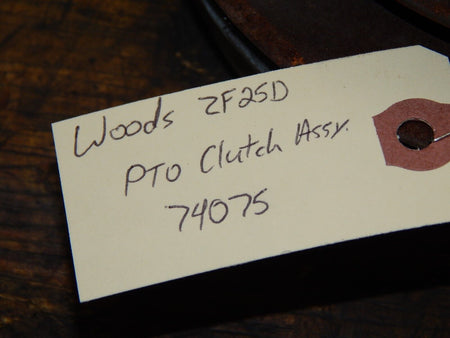 Woods ZF25D
PTO Clutch Assy.
74075